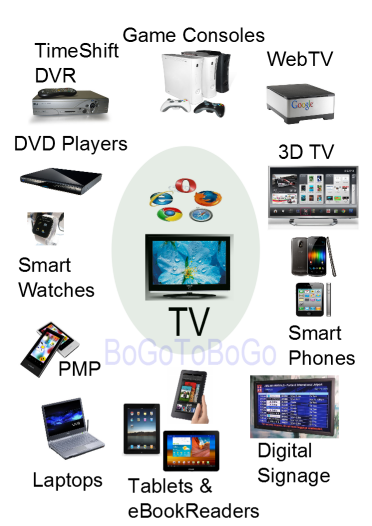 Game Consoles
TimeShift
DVR
WebTV
Google
DVD Players
3D TV
Smart
Watches
TV
Smart
Phones
BoGoToBoGo
PMP
Digital
Signage
Laptops
Tablets &
eBookReaders